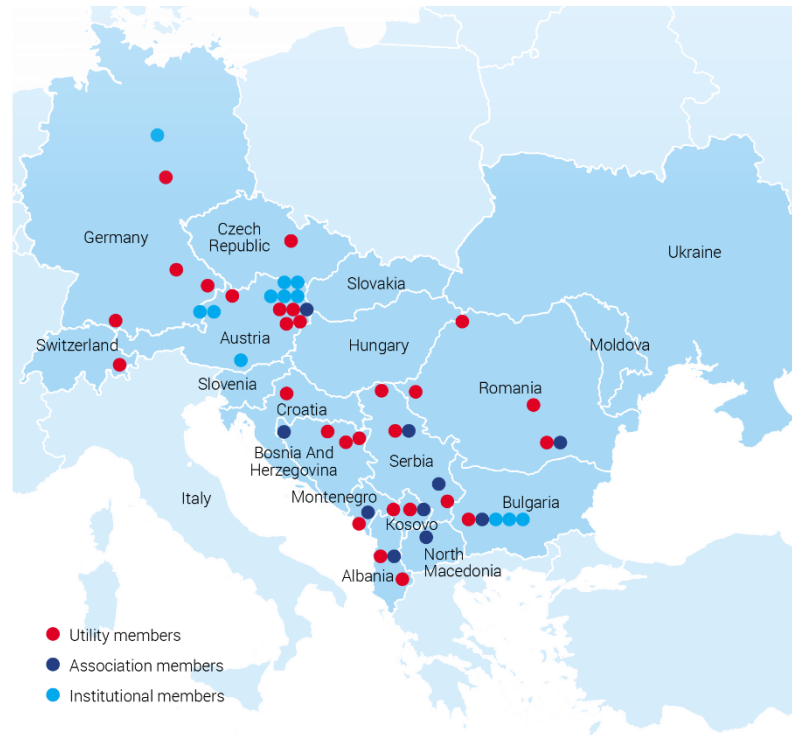 Germany
Czech
Republic
Ukraine
Slovakia
Austria
Switzerland
Hungary
Moldova
Slovenia
Romania
Croatia
Bosnia And
Herzegovina
Serbia
Italy
Montenegro
Bulgaria
Kosovo
North
Macedonia
Albania
Utility members
Association members
Institutional members